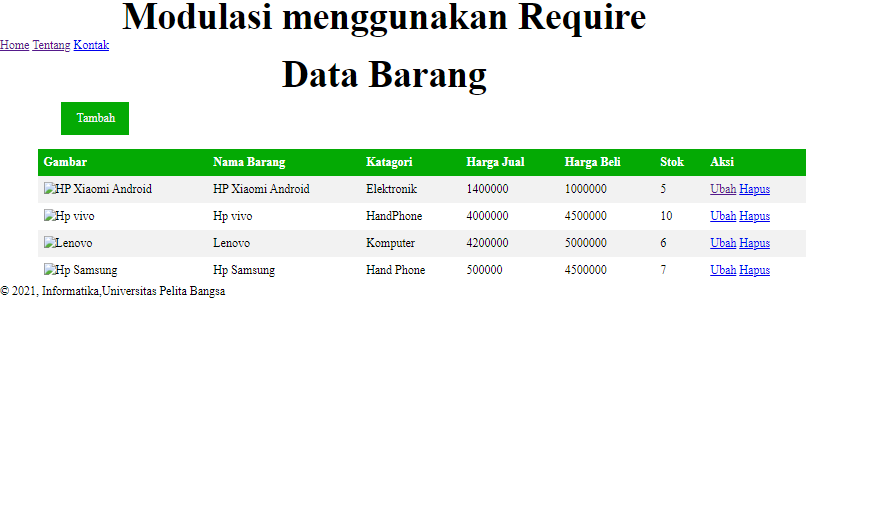 Modulasi menggunakan Require
Home Tentang Kontak
Data Barang
Tambah
Gambar Nama Barang Katagori Harga Jual Harga Beli Stok Aksi
HP Xiaomi Android HP Xiaomi Android Elektronik 1400000 1000000 5 Ubah Hapus
Hp vivo Hp vivo HandPhone 4000000 4500000 10 Ubah Hapus
Lenovo Lenovo Komputer 4200000 5000000 6 Ubah Hapus
Hp Samsung Hp Samsung Hand Phone 500000 4500000 7 Ubah Hapus
© 2021, Informatika,Universitas Pelita Bangsa